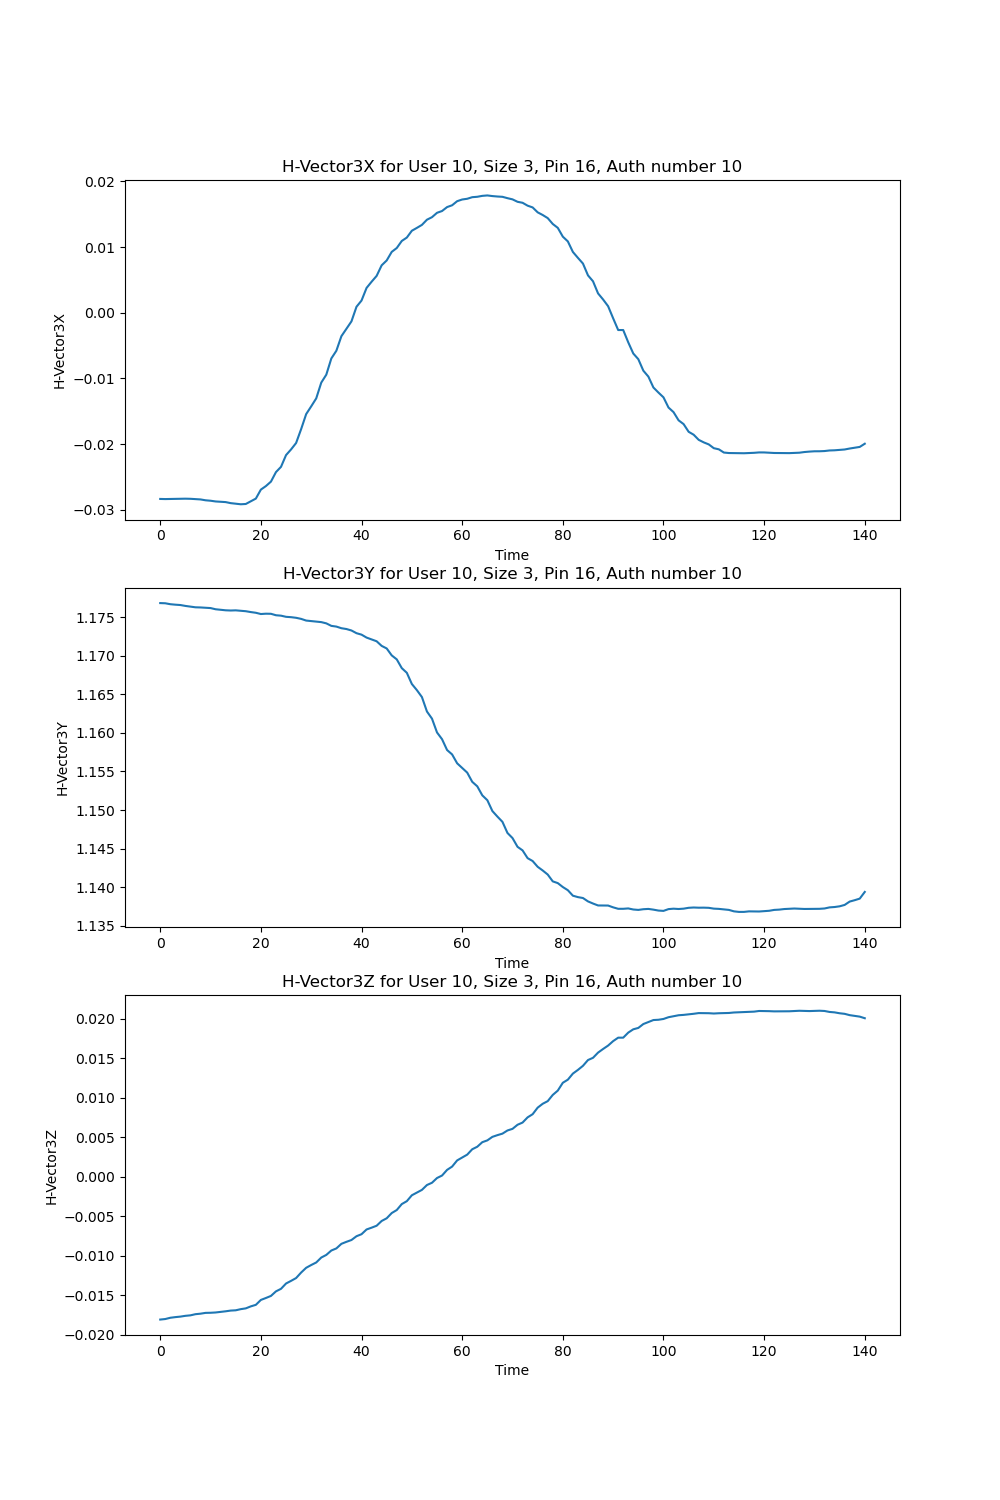 H-Vector3X for User 10, Size 3, Pin 16, Auth number 10
0.02
0.01
0.00
−0.01
−0.02
−0.03
H-Vector3X
0 20 40 60 80 100 120 140
Time
H-Vector3Y for User 10, Size 3, Pin 16, Auth number 10
1.175
1.170
1.165
1.160
1.155
1.150
1.145
1.140
1.135
H-Vector3Y
0 20 40 60 80 100 120 140
Time
H-Vector3Z for User 10, Size 3, Pin 16, Auth number 10
0.020
0.015
0.010
0.005
0.000
−0.005
−0.010
−0.015
−0.020
H-Vector3Z
0 20 40 60 80 100 120 140
Time